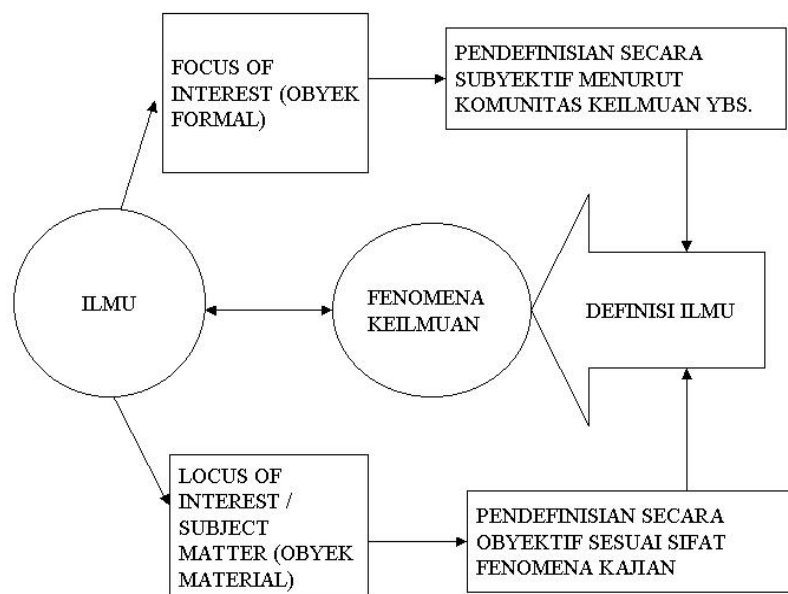 FOCUS OF
INTEREST (OBYEK
FORMAL)
PENDEFINISIAN SECARA
SUBYEKTIF MENURUT
KOMUNITAS KEILMUAN YBS.
ILMU
FENOMENA
KEILMUAN
DEFINISI ILMU
LOCUS OF
INTEREST /
SUBJECT
MATTER (OBYEK
MATERIAL)
PENDEFINISIAN SECARA
OBYEKTIF SESUAI SIFAT
FENOMENA KAJIAN